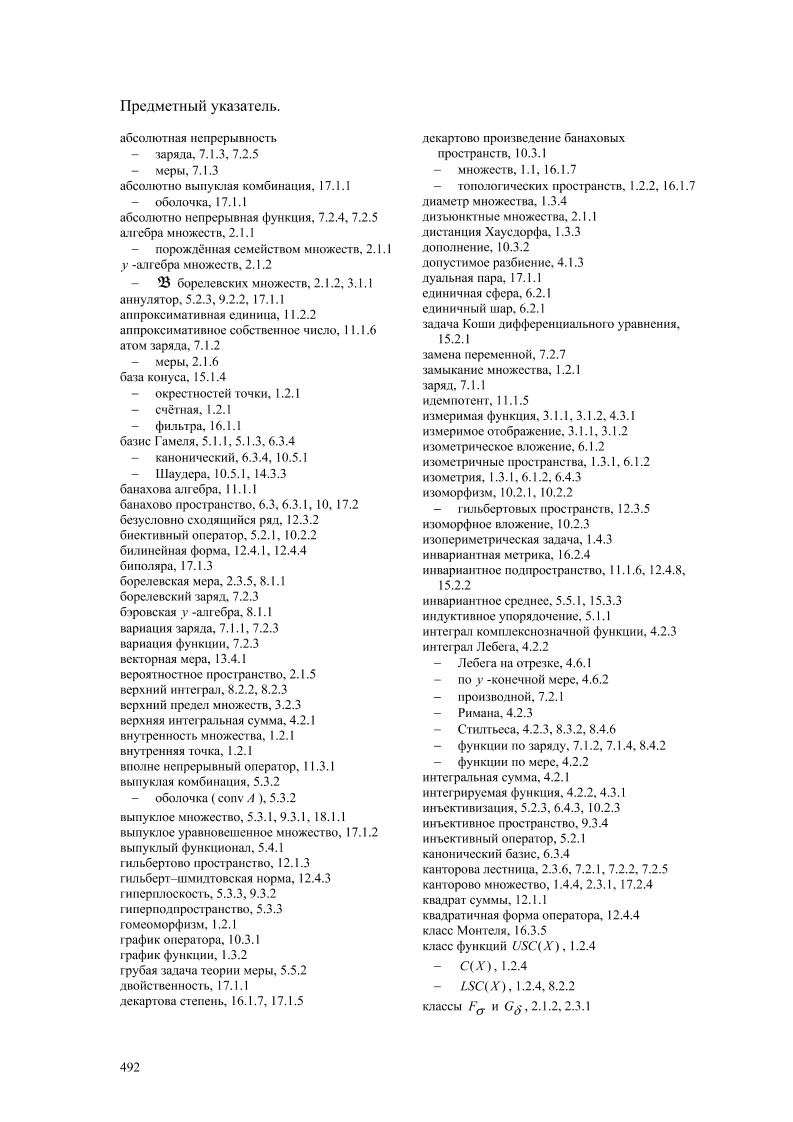 Предметный указатель.
абсолютная непрерывность
– заряда, 7.1.3, 7.2.5
– меры, 7.1.3
абсолютно выпуклая комбинация, 17.1.1
– оболочка, 17.1.1
абсолютно непрерывная функция, 7.2.4, 7.2.5
алгебра множеств, 2.1.1
– порождённая семейством множеств, 2.1.1
у -алгебра множеств, 2.1.2
– 𝔅 борелевских множеств, 2.1.2, 3.1.1
аннулятор, 5.2.3, 9.2.2, 17.1.1
аппроксимативная единица, 11.2.2
аппроксимативное собственное число, 11.1.6
атом заряда, 7.1.2
– меры, 2.1.6
база конуса, 15.1.4
– окрестностей точки, 1.2.1
– счётная, 1.2.1
– фильтра, 16.1.1
базис Гамеля, 5.1.1, 5.1.3, 6.3.4
– канонический, 6.3.4, 10.5.1
– Шаудера, 10.5.1, 14.3.3
банахова алгебра, 11.1.1
банахово пространство, 6.3, 6.3.1, 10, 17.2
безусловно сходящийся ряд, 12.3.2
биективный оператор, 5.2.1, 10.2.2
билинейная форма, 12.4.1, 12.4.4
биполяра, 17.1.3
борелевская мера, 2.3.5, 8.1.1
борелевский заряд, 7.2.3
бэровская у -алгебра, 8.1.1
вариация заряда, 7.1.1, 7.2.3
вариация функции, 7.2.3
векторная мера, 13.4.1
вероятностное пространство, 2.1.5
верхний интеграл, 8.2.2, 8.2.3
верхний предел множеств, 3.2.3
верхняя интегральная сумма, 4.2.1
внутренность множества, 1.2.1
внутренняя точка, 1.2.1
вполне непрерывный оператор, 11.3.1
выпуклая комбинация, 5.3.2
– оболочка ( conv A ), 5.3.2
выпуклое множество, 5.3.1, 9.3.1, 18.1.1
выпуклое уравновешенное множество, 17.1.2
выпуклый функционал, 5.4.1
гильбертово пространство, 12.1.3
гильберт–шмидтовская норма, 12.4.3
гиперплоскость, 5.3.3, 9.3.2
гиперподпространство, 5.3.3
гомеоморфизм, 1.2.1
график оператора, 10.3.1
график функции, 1.3.2
грубая задача теории меры, 5.5.2
двойственность, 17.1.1
декартова степень, 16.1.7, 17.1.5
декартово произведение банаховых
пространств, 10.3.1
– множеств, 1.1, 16.1.7
– топологических пространств, 1.2.2, 16.1.7
диаметр множества, 1.3.4
дизъюнктные множества, 2.1.1
дистанция Хаусдорфа, 1.3.3
дополнение, 10.3.2
допустимое разбиение, 4.1.3
дуальная пара, 17.1.1
единичная сфера, 6.2.1
единичный шар, 6.2.1
задача Коши дифференциального уравнения,
15.2.1
замена переменной, 7.2.7
замыкание множества, 1.2.1
заряд, 7.1.1
идемпотент, 11.1.5
измеримая функция, 3.1.1, 3.1.2, 4.3.1
измеримое отображение, 3.1.1, 3.1.2
изометрическое вложение, 6.1.2
изометричные пространства, 1.3.1, 6.1.2
изометрия, 1.3.1, 6.1.2, 6.4.3
изоморфизм, 10.2.1, 10.2.2
– гильбертовых пространств, 12.3.5
изоморфное вложение, 10.2.3
изопериметрическая задача, 1.4.3
инвариантная метрика, 16.2.4
инвариантное подпространство, 11.1.6, 12.4.8,
15.2.2
инвариантное среднее, 5.5.1, 15.3.3
индуктивное упорядочение, 5.1.1
интеграл комплекснозначной функции, 4.2.3
интеграл Лебега, 4.2.2
– Лебега на отрезке, 4.6.1
– по у -конечной мере, 4.6.2
– производной, 7.2.1
– Римана, 4.2.3
– Стилтьеса, 4.2.3, 8.3.2, 8.4.6
– функции по заряду, 7.1.2, 7.1.4, 8.4.2
– функции по мере, 4.2.2
интегральная сумма, 4.2.1
интегрируемая функция, 4.2.2, 4.3.1
инъективизация, 5.2.3, 6.4.3, 10.2.3
инъективное пространство, 9.3.4
инъективный оператор, 5.2.1
канонический базис, 6.3.4
канторова лестница, 2.3.6, 7.2.1, 7.2.2, 7.2.5
канторово множество, 1.4.4, 2.3.1, 17.2.4
квадрат суммы, 12.1.1
квадратичная форма оператора, 12.4.4
класс Монтеля, 16.3.5
класс функций USC(X) , 1.2.4
– C(X) , 1.2.4
– LSC(X) , 1.2.4, 8.2.2
классы F_σ и G_δ , 2.1.2, 2.3.1
492